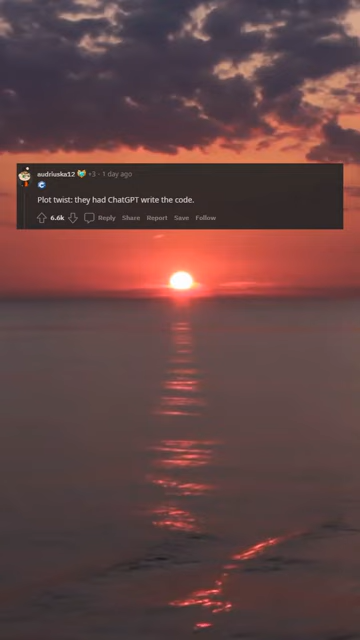 audriuska12 +3 · 1 day ago
Plot twist: they had ChatGPT write the code.
6.6k Reply Share Report Save Follow